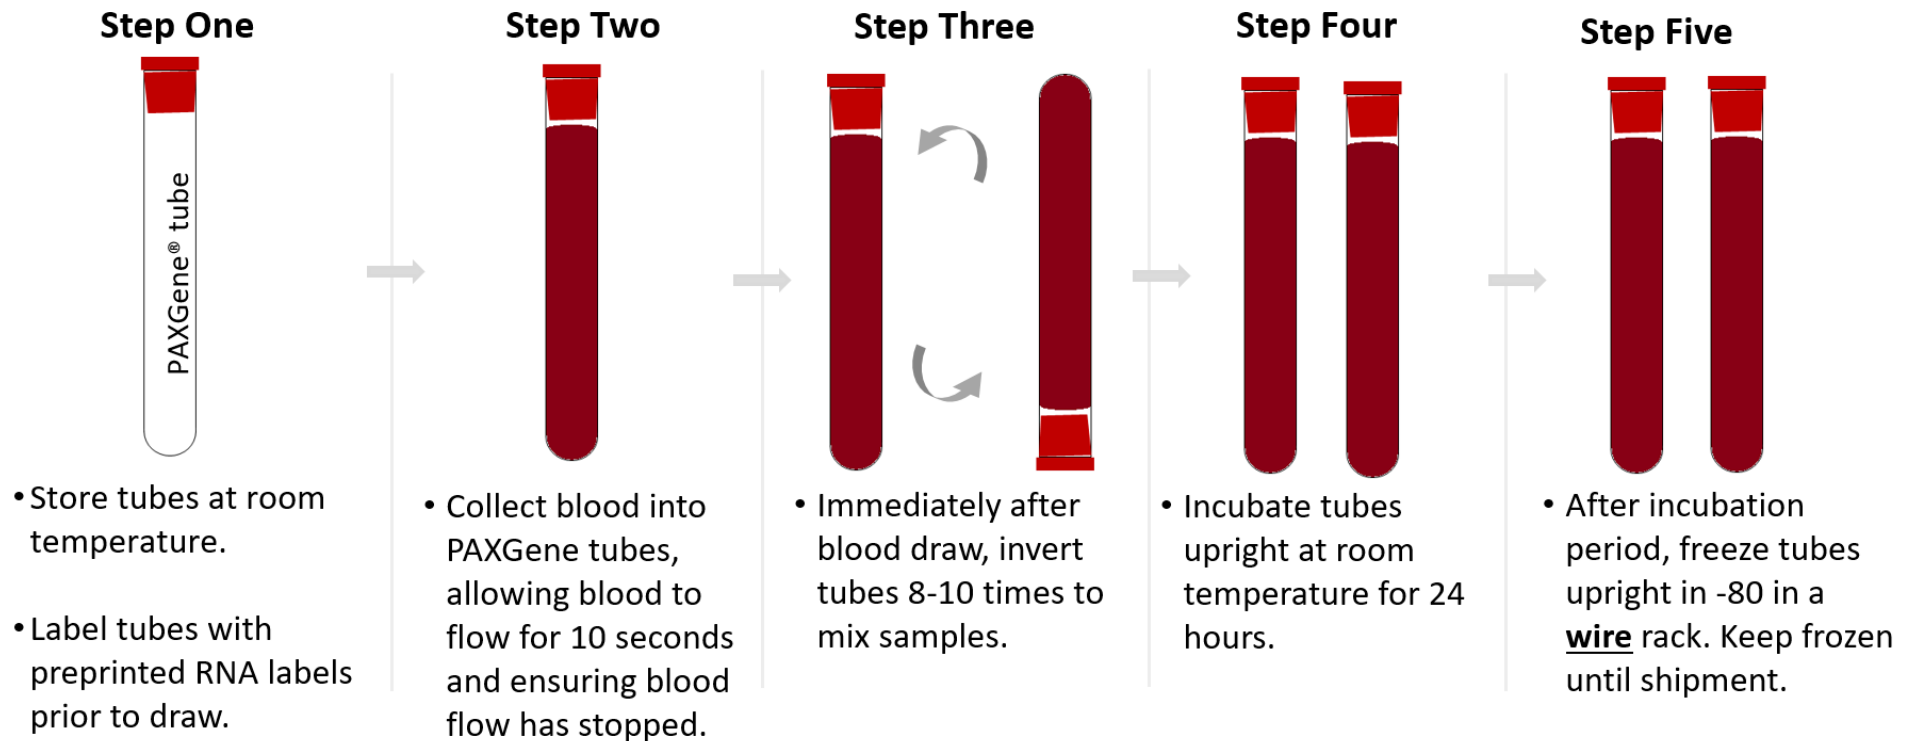 Step One
PAXGene® tube
• Store tubes at room
temperature.
• Label tubes with
preprinted RNA labels
prior to draw.
Step Two
• Collect blood into
PAXGene tubes,
allowing blood to
flow for 10 seconds
and ensuring blood
flow has stopped.
Step Three
• Immediately after
blood draw, invert
tubes 8-10 times to
mix samples.
Step Four
• Incubate tubes
upright at room
temperature for 24
hours.
Step Five
• After incubation
period, freeze tubes
upright in -80 in a
wire rack. Keep frozen
until shipment.